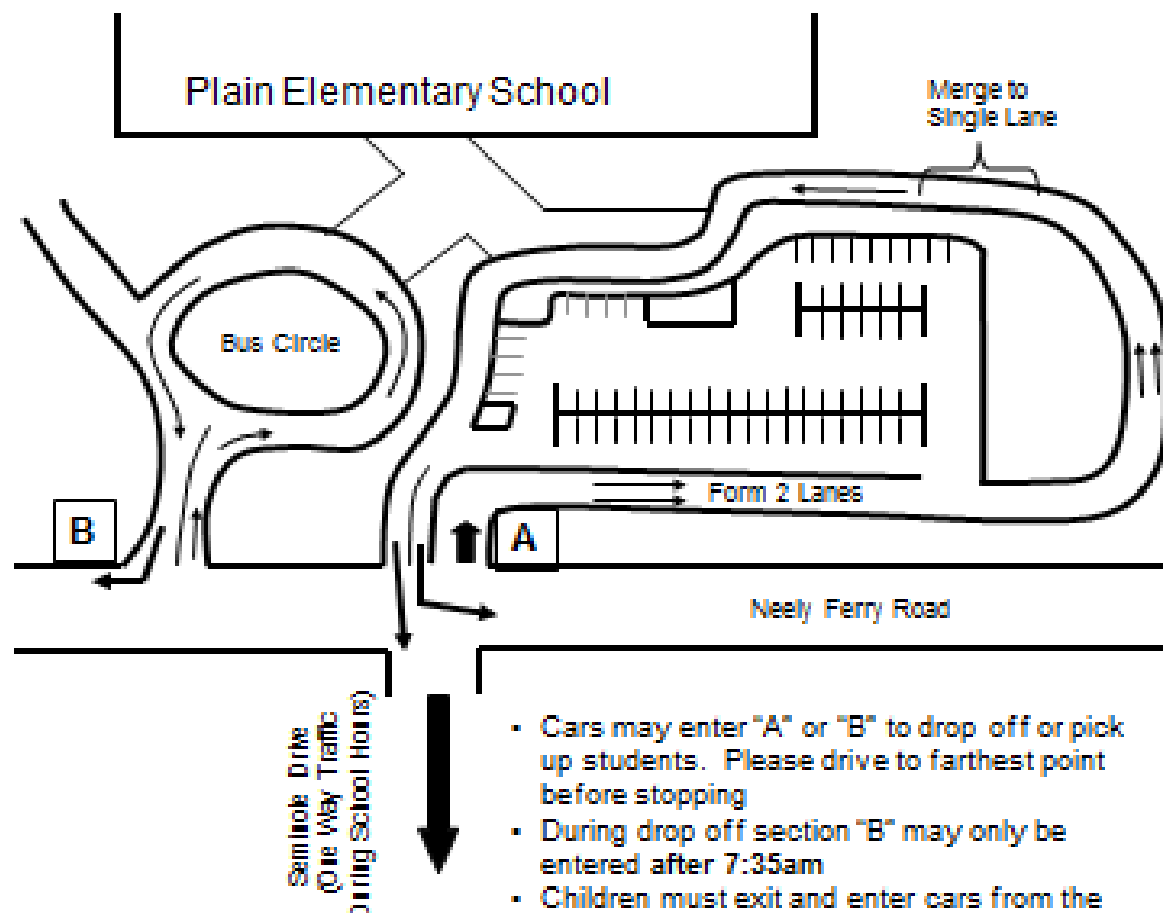 Plain Elementary School
Merge to
Single Lane
Bus Circle
Form 2 Lanes
B
A
Neely Ferry Road
Seminole Drive
(One Way Traffic
During School Hours)
• Cars may enter "A" or "B" to drop off or pick
up students. Please drive to farthest point
before stopping
• During drop off section "B" may only be
entered after 7:35am
• Children must exit and enter cars from the